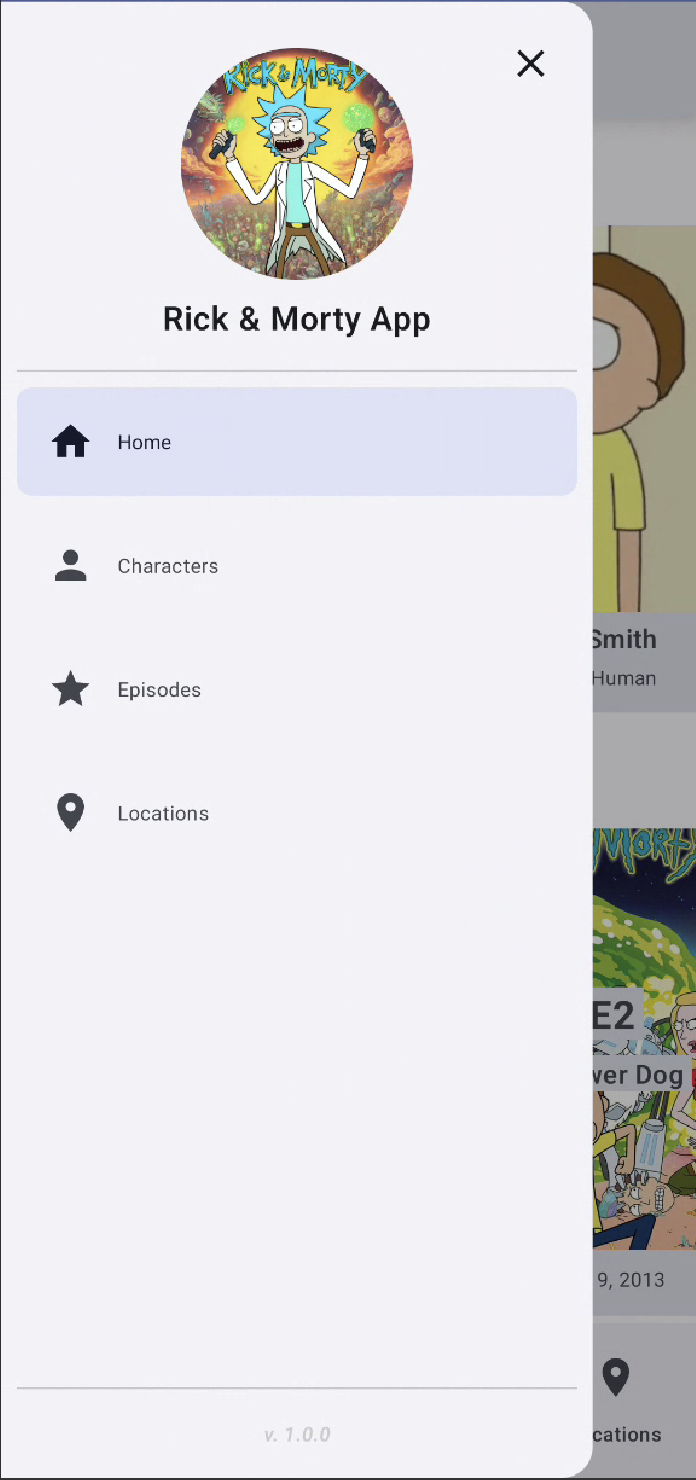 Rick & Morty
Rick & Morty App
Home
Characters
Episodes
Locations
Smith
Human
Morty
E2
wer Dog
9, 2013
cations
v. 1.0.0